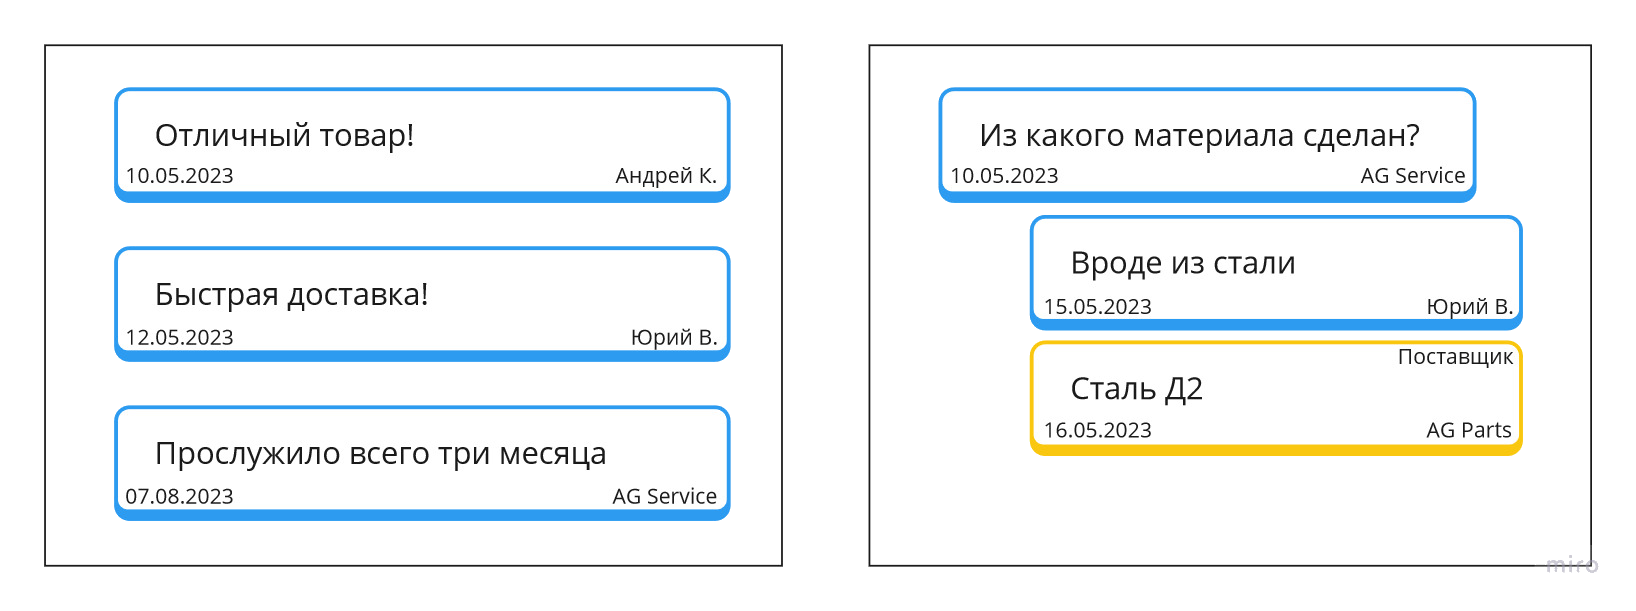 Отличный товар!
10.05.2023 Андрей К.
Быстрая доставка!
12.05.2023 Юрий В.
Прослужило всего три месяца
07.08.2023 AG Service
Из какого материала сделан?
10.05.2023 AG Service
Вроде из стали
15.05.2023 Юрий В.
Поставщик
Сталь Д2
16.05.2023 AG Parts
miro